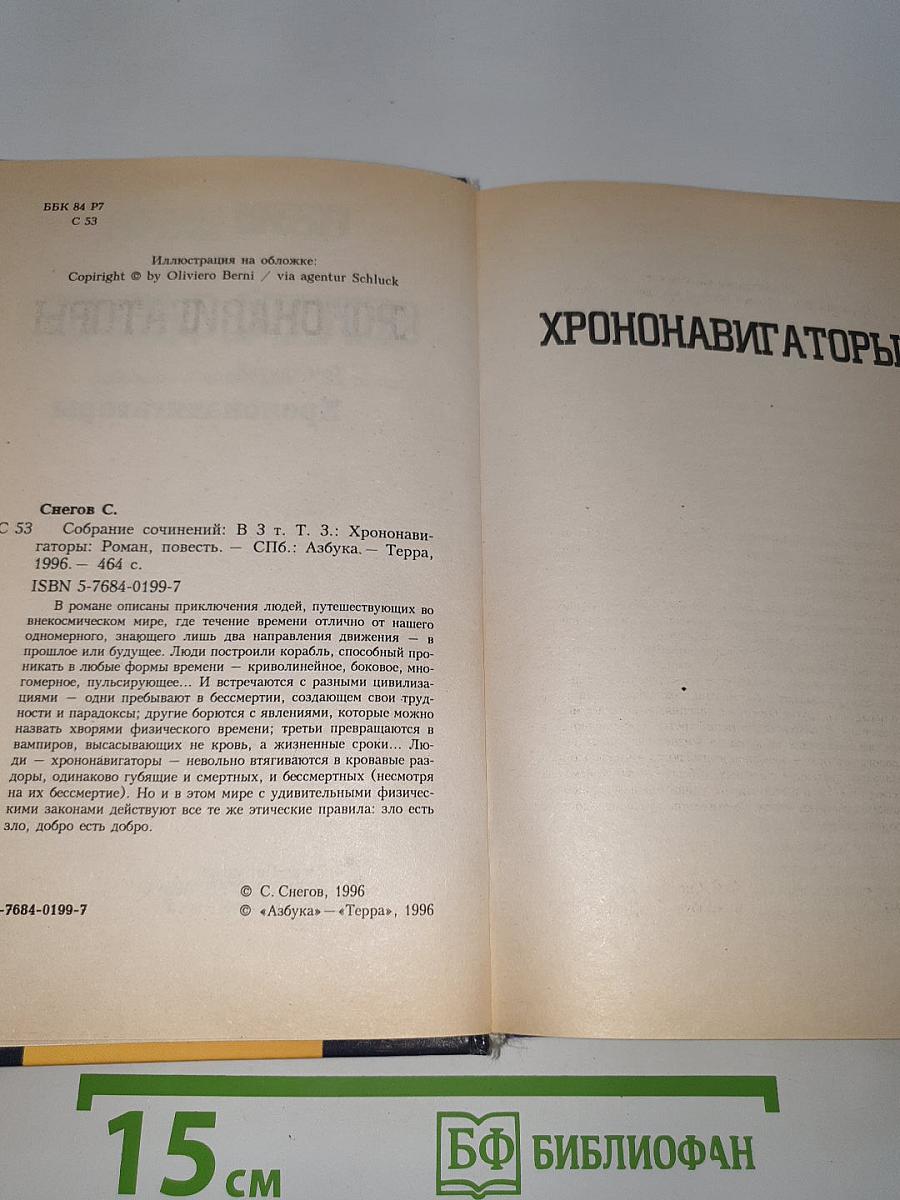 ББК 84 Р7
С 53
Иллюстрация на обложке:
Copiright © by Oliviero Berni / via agentur Schluck
Снегов С.
С 53 Собрание сочинений: В 3 т. Т. 3.: Хрононави-
гаторы: Роман, повесть. — СПб.: Азбука. — Терра,
1996. — 464 с.
ISBN 5-7684-0199-7
В романе описаны приключения людей, путешествующих во
внекосмическом мире, где течение времени отлично от нашего
одномерного, знающего лишь два направления движения — в
прошлое или будущее. Люди построили корабль, способный про-
никать в любые формы времени — криволинейное, боковое, мно-
гомерное, пульсирующее... И встречаются с разными цивилиза-
циями — одни пребывают в бессмертии, создающем свои труд-
ности и парадоксы; другие борются с явлениями, которые можно
назвать хворями физического времени; третьи превращаются в
вампиров, высасывающих не кровь, а жизненные сроки... Лю-
ди — хрононавигаторы — невольно втягиваются в кровавые раз-
доры, одинаково губящие и смертных, и бессмертных (несмотря
на их бессмертие). Но и в этом мире с удивительными физичес-
кими законами действуют все те же этические правила: зло есть
зло, добро есть добро.
© С. Снегов, 1996
-7684-0199-7 © «Азбука» — «Терра», 1996
ХРОНОНАВИГАТОРЫ
15 см
БФ БИБЛИОФАН